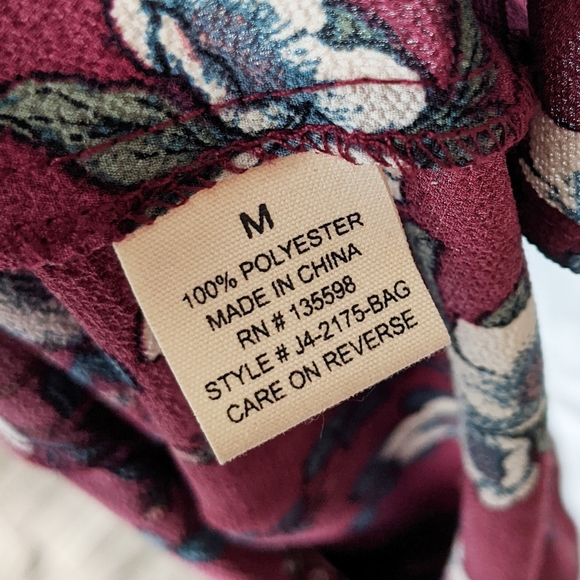 M
100% POLYESTER
MADE IN CHINA
RN # 135598
STYLE # J4-2175-BAG
CARE ON REVERSE